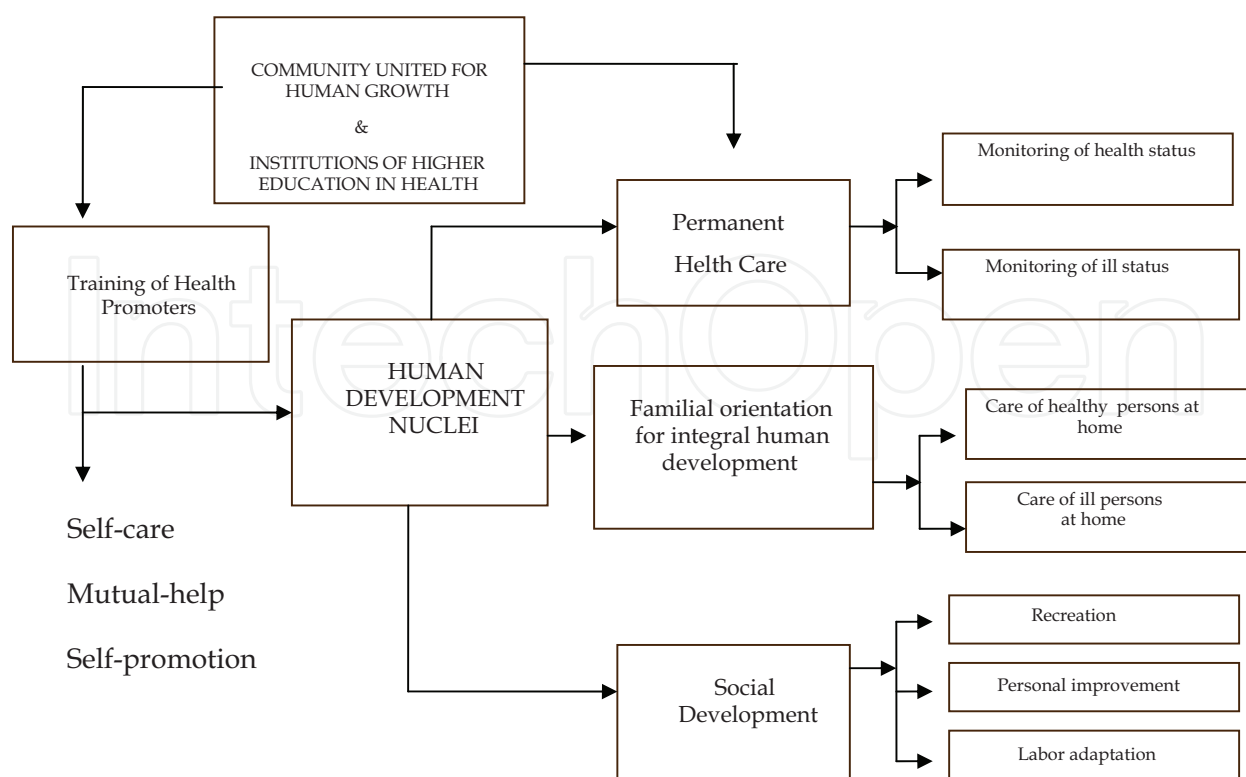 COMMUNITY UNITED FOR
HUMAN GROWTH
&
INSTITUTIONS OF HIGHER
EDUCATION IN HEALTH
Training of Health
Promoters
Self-care
Mutual-help
Self-promotion
HUMAN
DEVELOPMENT
NUCLEI
Permanent
Helth Care
Monitoring of health status
Monitoring of ill status
Familial orientation
for integral human
development
Care of healthy persons at
home
Care of ill persons
at home
Social
Development
Recreation
Personal improvement
Labor adaptation
IntechOpen